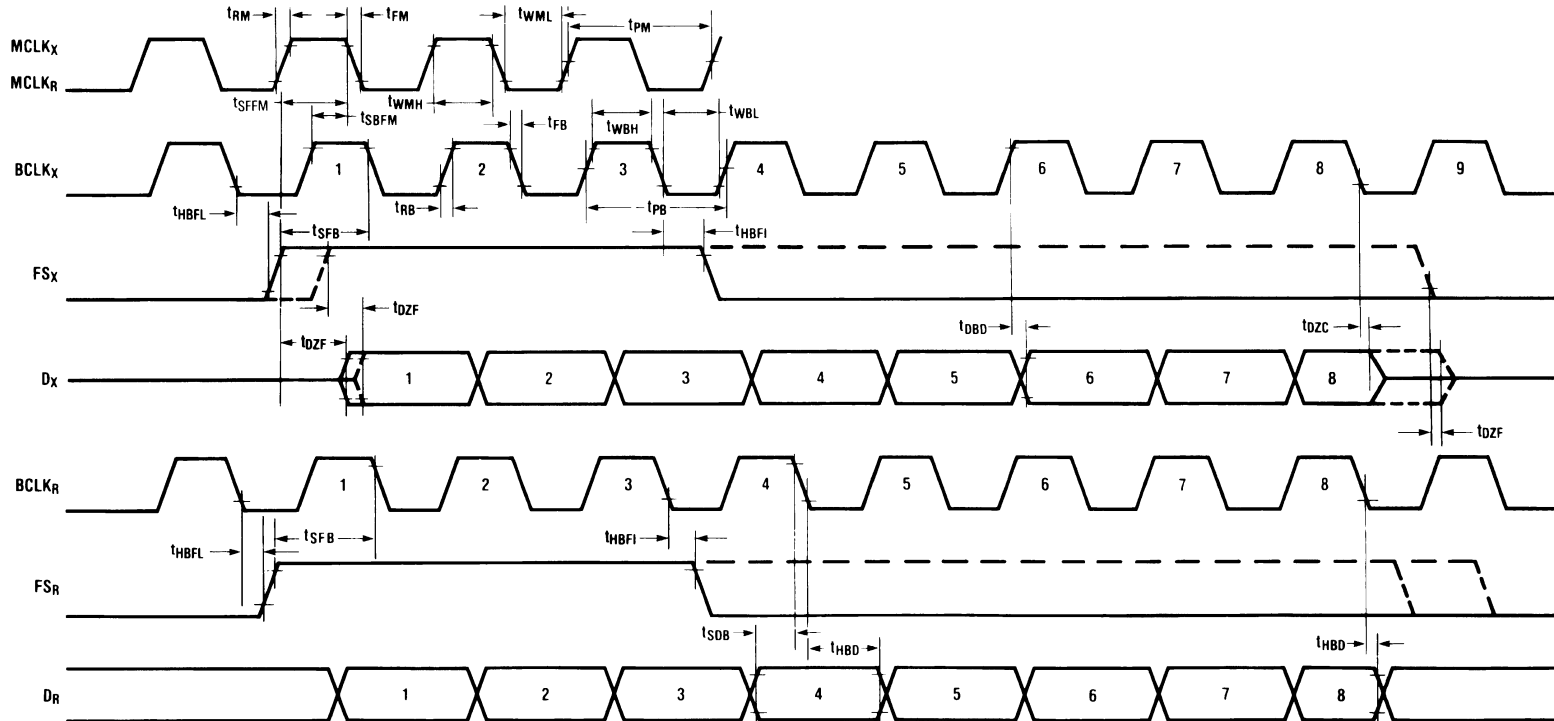 tRM tFM tWML tPM
MCLKX
MCLKR
tSFFM tWMH tWBL
tSBFM tFB tWBH
BCLKX 1 2 3 4 5 6 7 8 9
tHBFL tRB tPB
tSFB tHBFI
FSX
tDZF
tDZF tDBD tDZC
DX 1 2 3 4 5 6 7 8
tDZF
BCLKR 1 2 3 4 5 6 7 8
tHBFL tSFB tHBFI
FSR
tSDB tHBD tHBD
DR 1 2 3 4 5 6 7 8